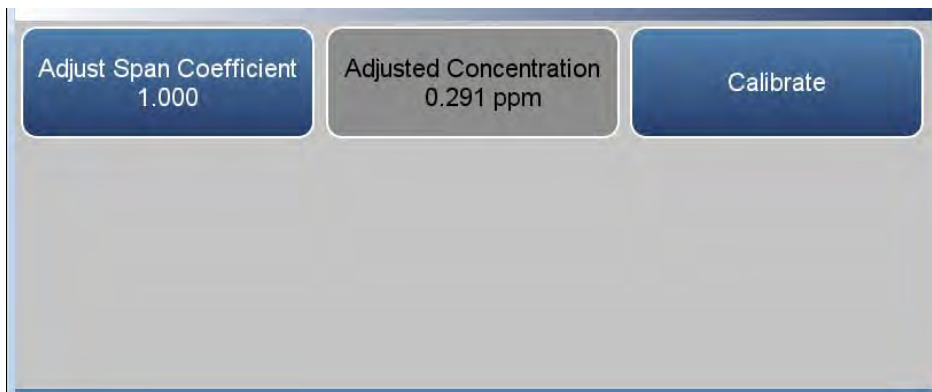 Adjust Span Coefficient
1.000
Adjusted Concentration
0.291 ppm
Calibrate